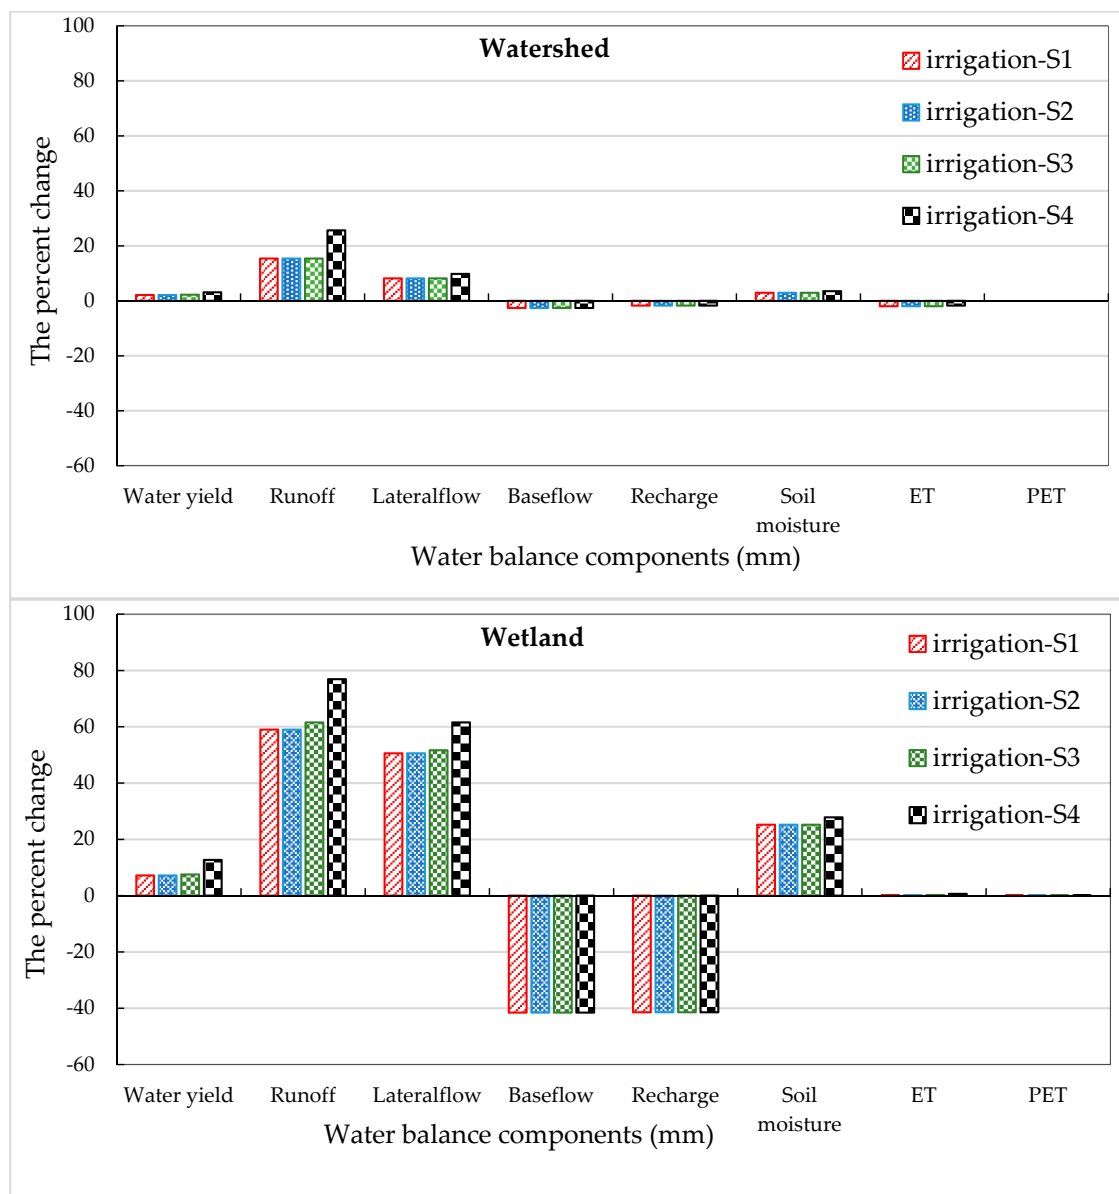 Watershed
irrigation-S1
irrigation-S2
irrigation-S3
irrigation-S4
The percent change
100
80
60
40
20
0
-20
-40
-60
Water yield Runoff Lateralflow Baseflow Recharge Soil moisture ET PET
Water balance components (mm)
Wetland
irrigation-S1
irrigation-S2
irrigation-S3
irrigation-S4
The percent change
100
80
60
40
20
0
-20
-40
-60
Water yield Runoff Lateralflow Baseflow Recharge Soil moisture ET PET
Water balance components (mm)